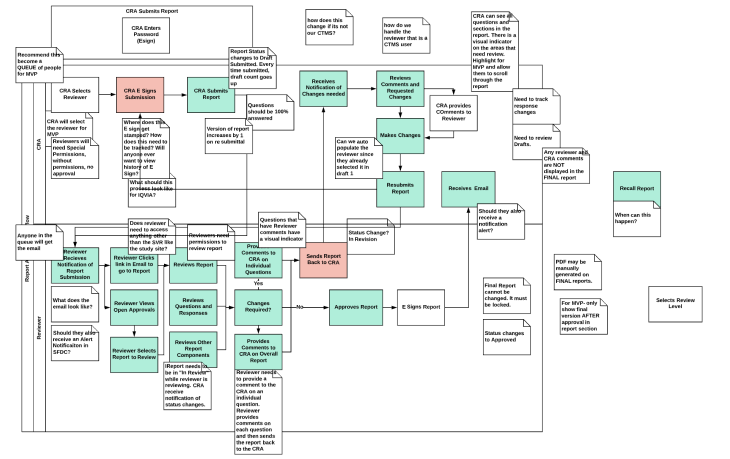 CRA Submits Report
CRA Enters
Password
(Esign)
how does this
change if its not
our CTMS?
how do we
handle the
reviewer that is a
CTMS user
CRA can see all
questions and
sections in the
report. There is a
visual indicator
on the areas that
need review.
Highlight for
MVP and allow
them to scroll
through the
report
Recommend this
become a
QUEUE of people
for MVP
Report Status
changes to Draft
Submitted. Every
time submitted,
draft count goes
up
CRA Selects
Reviewer
CRA E Signs
Submission
CRA Submits
Report
Receives
Notification of
Changes needed
Reviews
Comments and
Requested
Changes
CRA provides
COmments to
Reviewer
Need to track
response
changes
Questions
should be 100%
answered
CRA will select
the reviewer for
MVP
Reviewers will
need Special
Permissions,
without
permissions, no
approval
Where does this
E sign get
stamped? How
does this need to
be tracked? Will
anyone ever
want to view
history of E
Sign?
Version of report
increases by 1
on re submittal
Makes Changes
Need to review
Drafts.
Can we auto
populate the
reviewer since
they already
selected it in
draft 1
Any reviewer and
CRA comments
are NOT
displayed in the
FINAL report
What should this
process look like
for IQVIA?
Resubmits
Report
Receives Email
Recall Report
When can this
happen?
CRA
Should they also
receive a
notification
alert?
Anyone in the
queue will get
the email
Does reviewer
need to access
anything other
than the SVR like
the study site?
Reviewers need
permissions to
review report
Questions that
have Reviewer
comments have
a visual indicator
Status Change?
In Revision
Reviewer
Recieves
Notification of
Report
Submission
Reviewer Clicks
link in Email to
go to Report
Reviews Report
Provides
Comments to
CRA on
Individual
Questions
Sends Report
Back to CRA
Yes
What does the
email look like?
Reviewer Views
Open Approvals
Reviews
Questions and
Responses
Changes
Required?
No
Approves Report
E Signs Report
Final Report
cannot be
changed. It must
be locked.
PDF may be
manually
generated on
FINAL reports.
For MVP- only
show final
version AFTER
approval in
report section
Selects Review
Level
Should they also
receive an Alert
Notificaiton in
SFDC?
Reviewer Selects
Report to Review
Reviews Other
Report
Components
Provides
Comments to
CRA on Overall
Report
Status changes
to Approved
Reviewer
IReport needs to
be in "In Review
while reviewer is
reviewing. CRA
receive
notification of
status changes.
Reviewer needs
to provide a
comment to the
CRA on an
individual
question.
Reviewer
provides
comments on
each question
and then sends
the report back
to the CRA